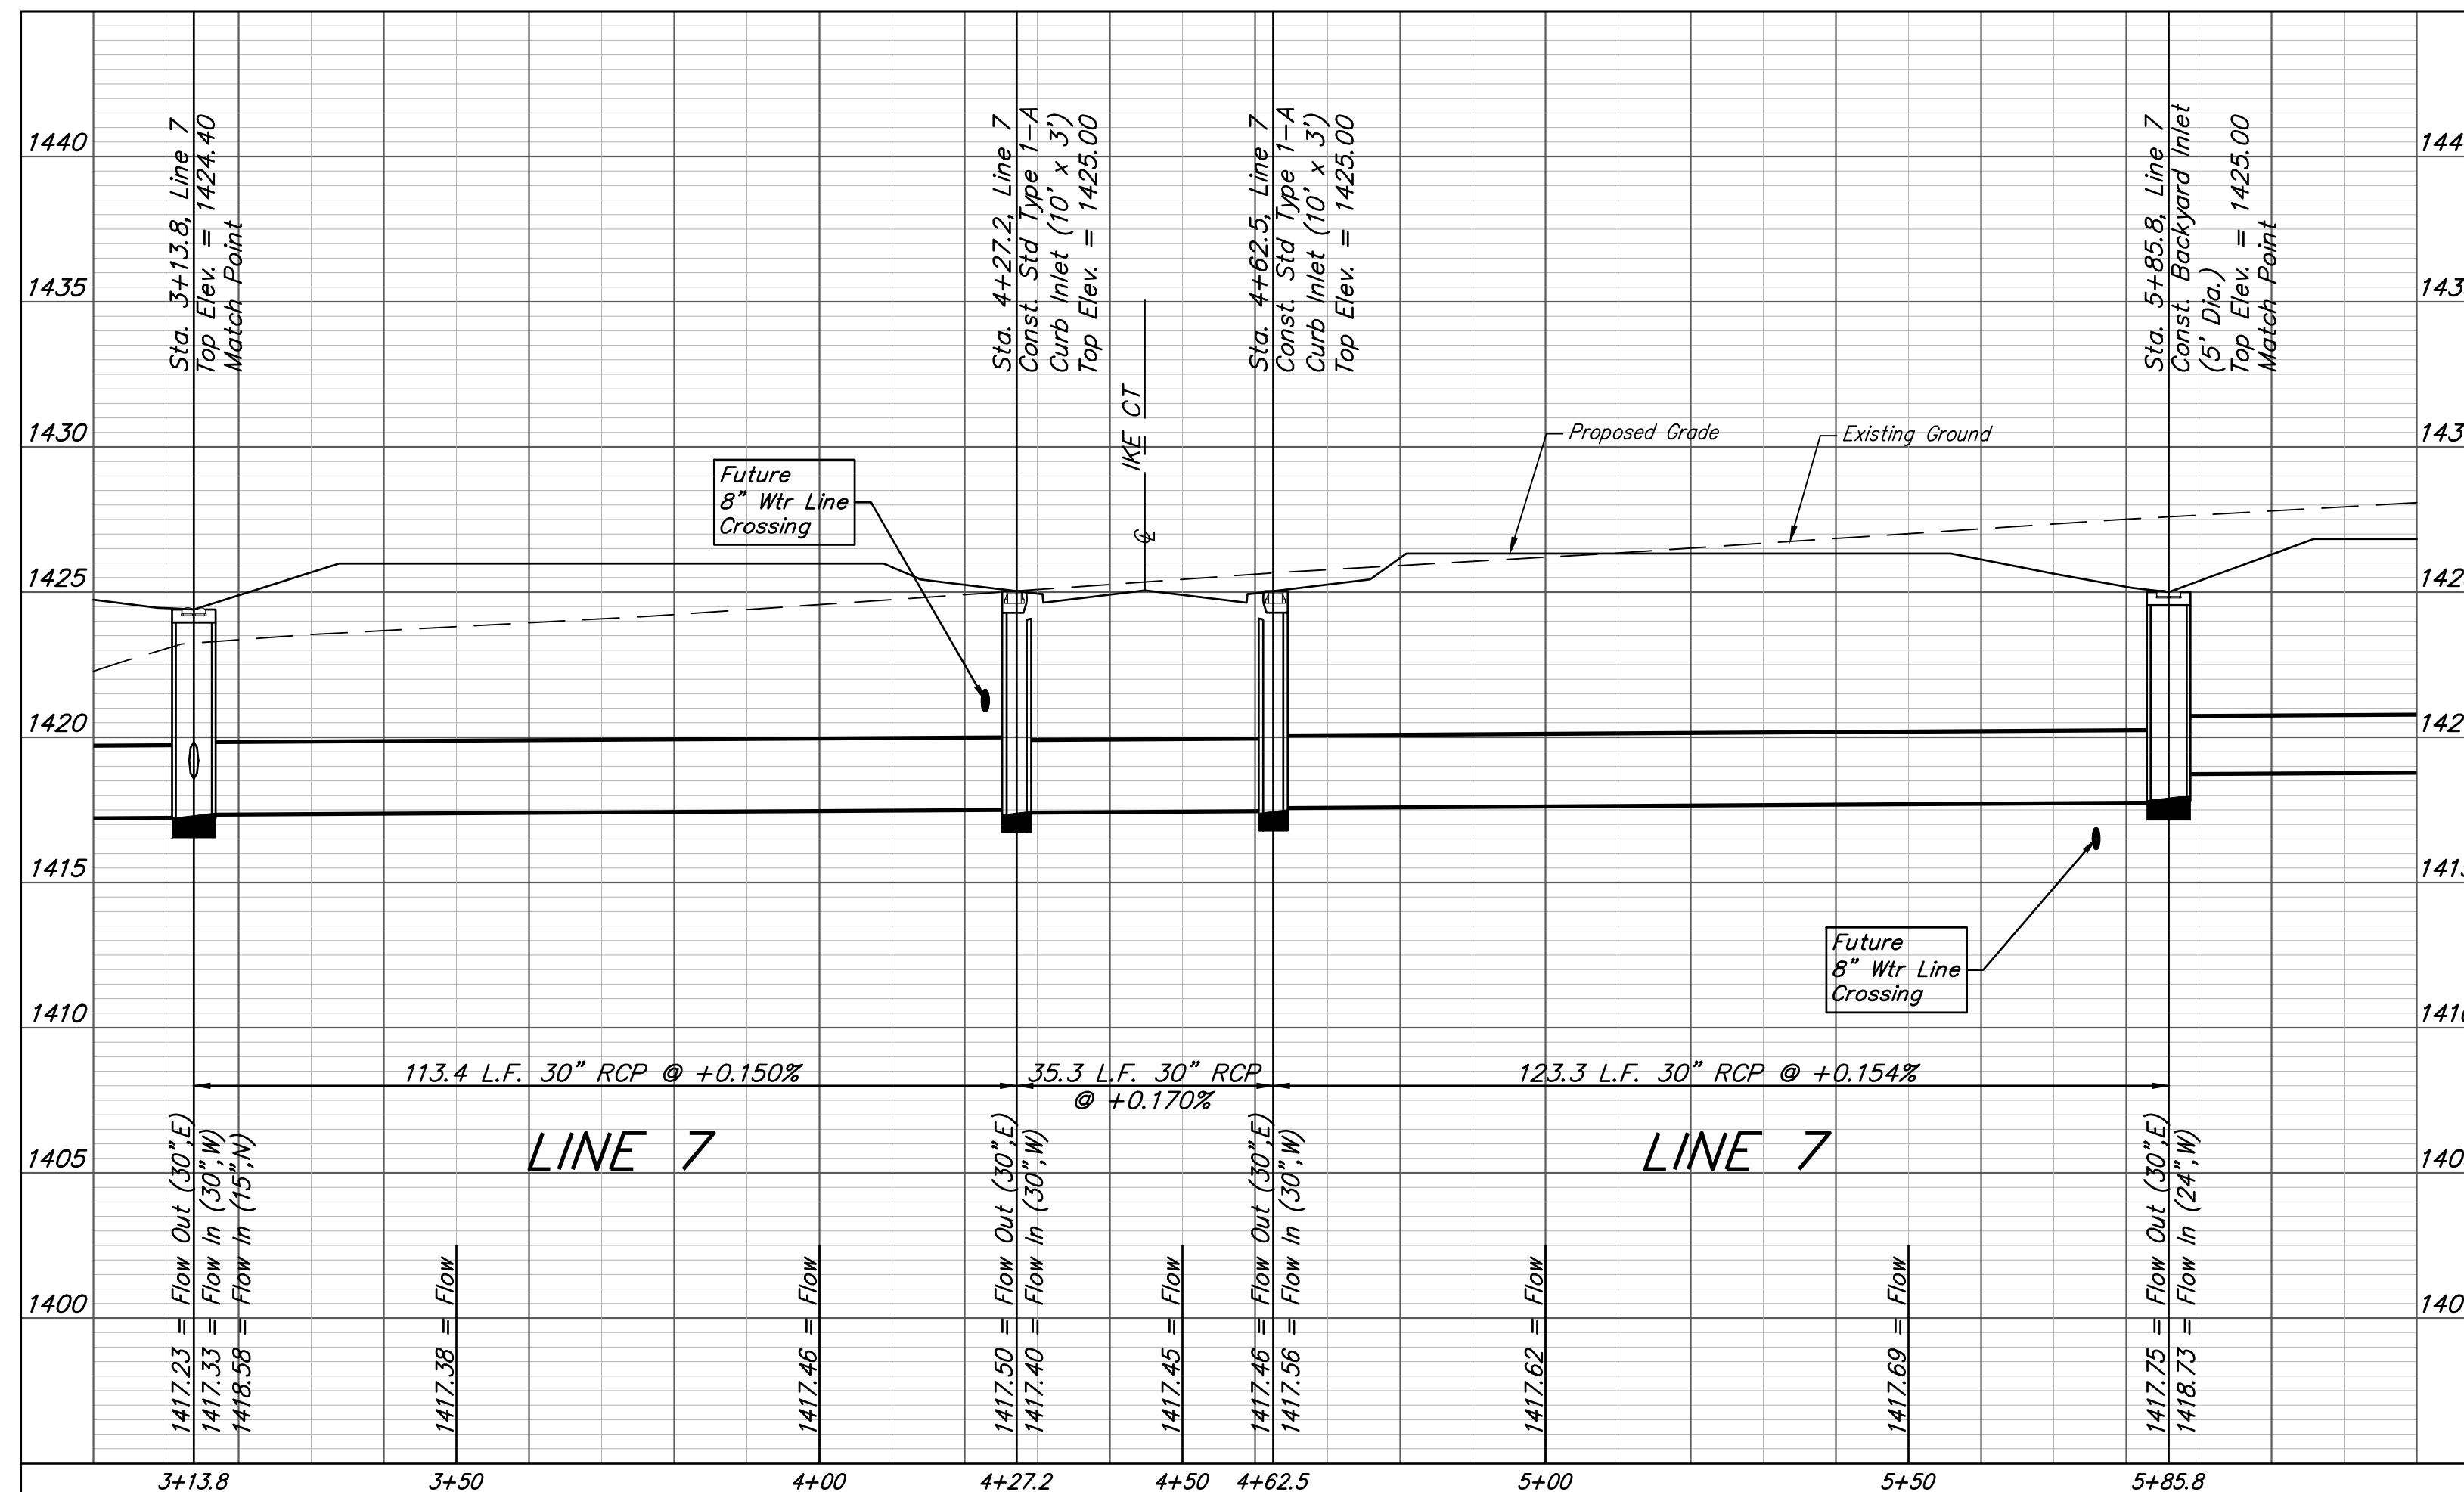 Sta. 3+13.8, Line 7
Top Elev. = 1424.40
Match Point
Sta. 4+27.2, Line 7
Const. Std Type 1-A
Curb Inlet (10' x 3')
Top Elev. = 1425.00
Sta. 4+62.5, Line 7
Const. Std Type 1-A
Curb Inlet (10' x 3')
Top Elev. = 1425.00
Sta. 5+85.8, Line 7
Const. Backyard Inlet
(5' Dia.)
Top Elev. = 1425.00
Match Point
1440
1435
1430
1425
1420
1415
1410
1405
1400
144
143
143
142
142
141
140
140
IKE CT
℄
Proposed Grade
Existing Ground
Future
8" Wtr Line
Crossing
Future
8" Wtr Line
Crossing
113.4 L.F. 30" RCP @ +0.150%
35.3 L.F. 30" RCP
@ +0.170%
123.3 L.F. 30" RCP @ +0.154%
LINE 7
LINE 7
1417.23 = Flow Out (30",E)
1417.33 = Flow In (30",W)
1418.58 = Flow In (15",N)
1417.38 = Flow
1417.46 = Flow
1417.50 = Flow Out (30",E)
1417.40 = Flow In (30",W)
1417.45 = Flow
1417.46 = Flow Out (30",E)
1417.56 = Flow In (30",W)
1417.62 = Flow
1417.69 = Flow
1417.75 = Flow Out (30",E)
1418.73 = Flow In (24",W)
3+13.8
3+50
4+00
4+27.2
4+50
4+62.5
5+00
5+50
5+85.8